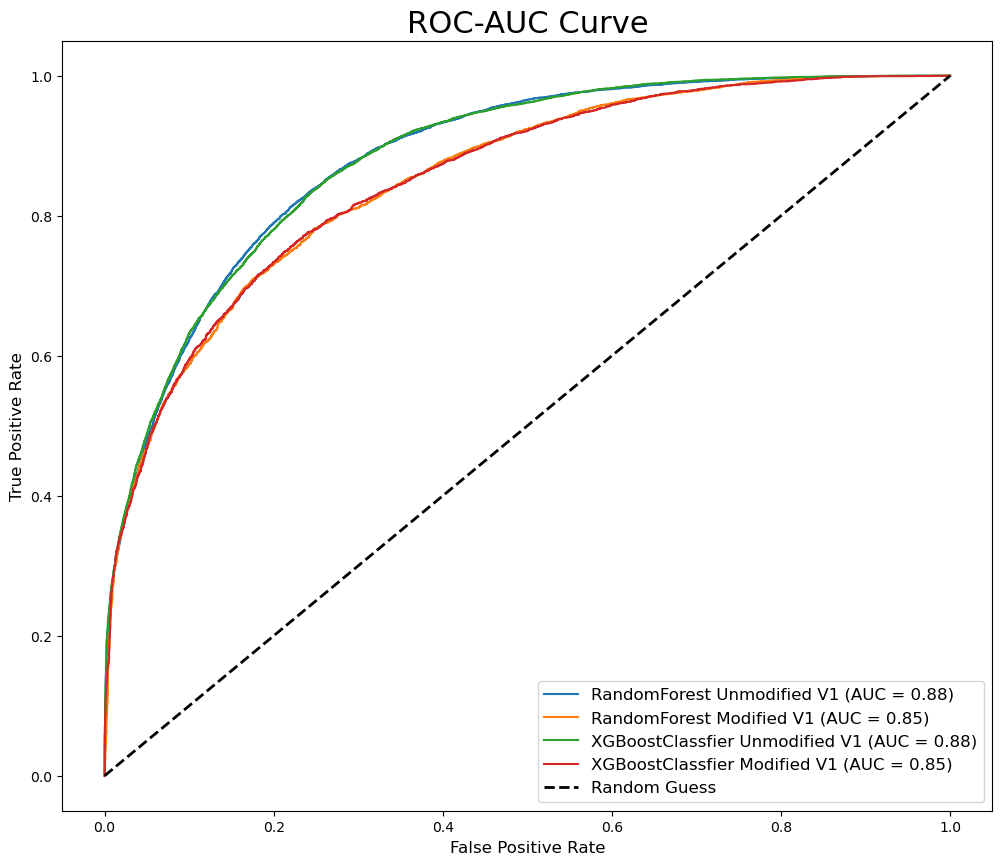 ROC-AUC Curve
True Positive Rate
1.0
0.8
0.6
0.4
0.2
0.0
RandomForest Unmodified V1 (AUC = 0.88)
RandomForest Modified V1 (AUC = 0.85)
XGBoostClassfier Unmodified V1 (AUC = 0.88)
XGBoostClassfier Modified V1 (AUC = 0.85)
Random Guess
0.0 0.2 0.4 0.6 0.8 1.0
False Positive Rate